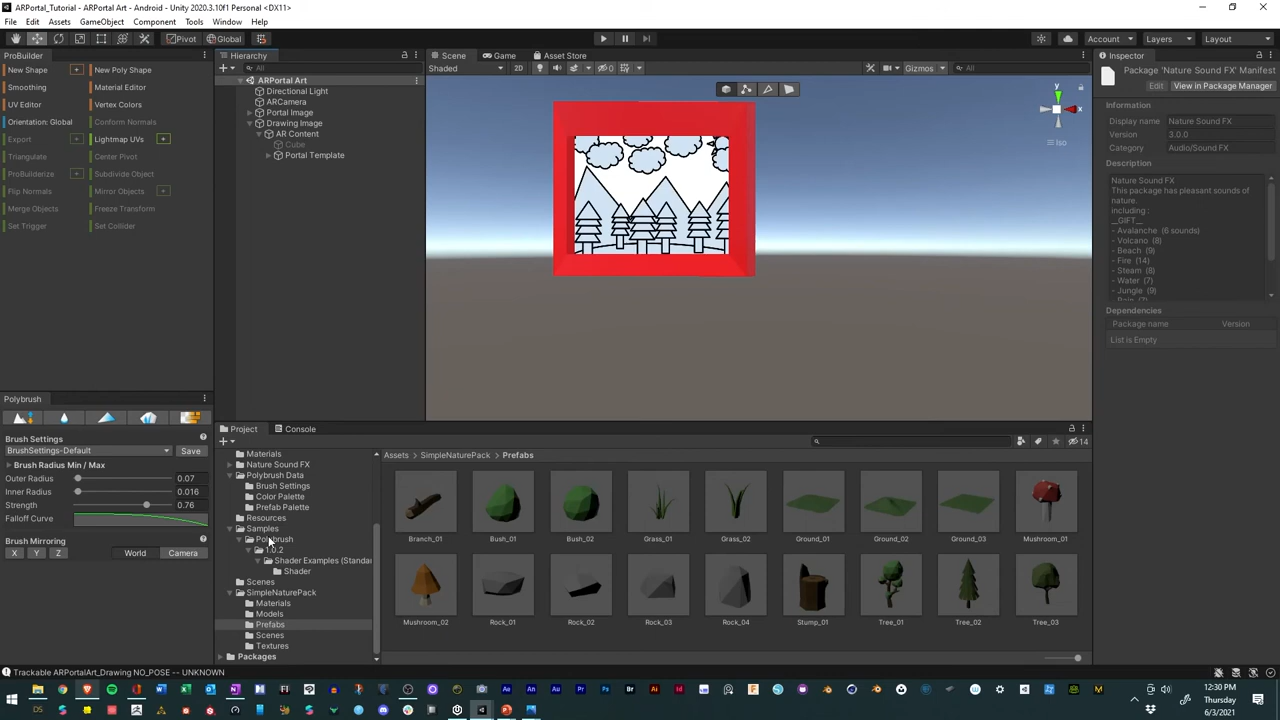 ARPortal_Tutorial - ARPortal Art - Android - Unity 2020.3.10f1 Personal <DX11>
File Edit Assets GameObject Component Tools Window Help
Pivot Global Account Layers Layout
ProBuilder
New Shape New Poly Shape
Smoothing Material Editor
UV Editor Vertex Colors
Orientation: Global Conform Normals
Export Lightmap UVs
Triangulate Center Pivot
ProBuilderize Subdivide Object
Flip Normals Mirror Objects
Merge Objects Freeze Transform
Set Trigger Set Collider
Hierarchy
All
ARPortal Art
Directional Light
ARCamera
Portal Image
Drawing Image
AR Content
Cube
Portal Template
Scene Game Asset Store
Shaded 2D 0 Gizmos All
y
x
Iso
Inspector
Package 'Nature Sound FX' Manifest
Edit View in Package Manager
Information
Display name Nature Sound FX
Version 3.0.0
Category Audio/Sound FX
Description
Nature Sound FX
This package has pleasant sounds of
nature.
including :
__GIFT__
- Avalanche (6 sounds)
- Volcano (8)
- Beach (9)
- Fire (14)
- Steam (8)
- Water (7)
- Jungle (9)
- Rain (7)
Dependencies
Package name Version
List is Empty
Polybrush
Brush Settings
BrushSettings-Default Save
Brush Radius Min / Max
Outer Radius 0.07
Inner Radius 0.016
Strength 0.76
Falloff Curve
Brush Mirroring
X Y Z World Camera
Project Console
14
Materials
Nature Sound FX
Polybrush Data
Brush Settings
Color Palette
Prefab Palette
Resources
Samples
Polybrush
1.0.2
Shader Examples (Standa
Shader
Scenes
SimpleNaturePack
Materials
Models
Prefabs
Scenes
Textures
Packages
Assets > SimpleNaturePack > Prefabs
Branch_01 Bush_01 Bush_02 Grass_01 Grass_02 Ground_01 Ground_02 Ground_03 Mushroom_01
Mushroom_02 Rock_01 Rock_02 Rock_03 Rock_04 Stump_01 Tree_01 Tree_02 Tree_03
Trackable ARPortalArt_Drawing NO_POSE -- UNKNOWN
12:30 PM
Thursday
6/3/2021